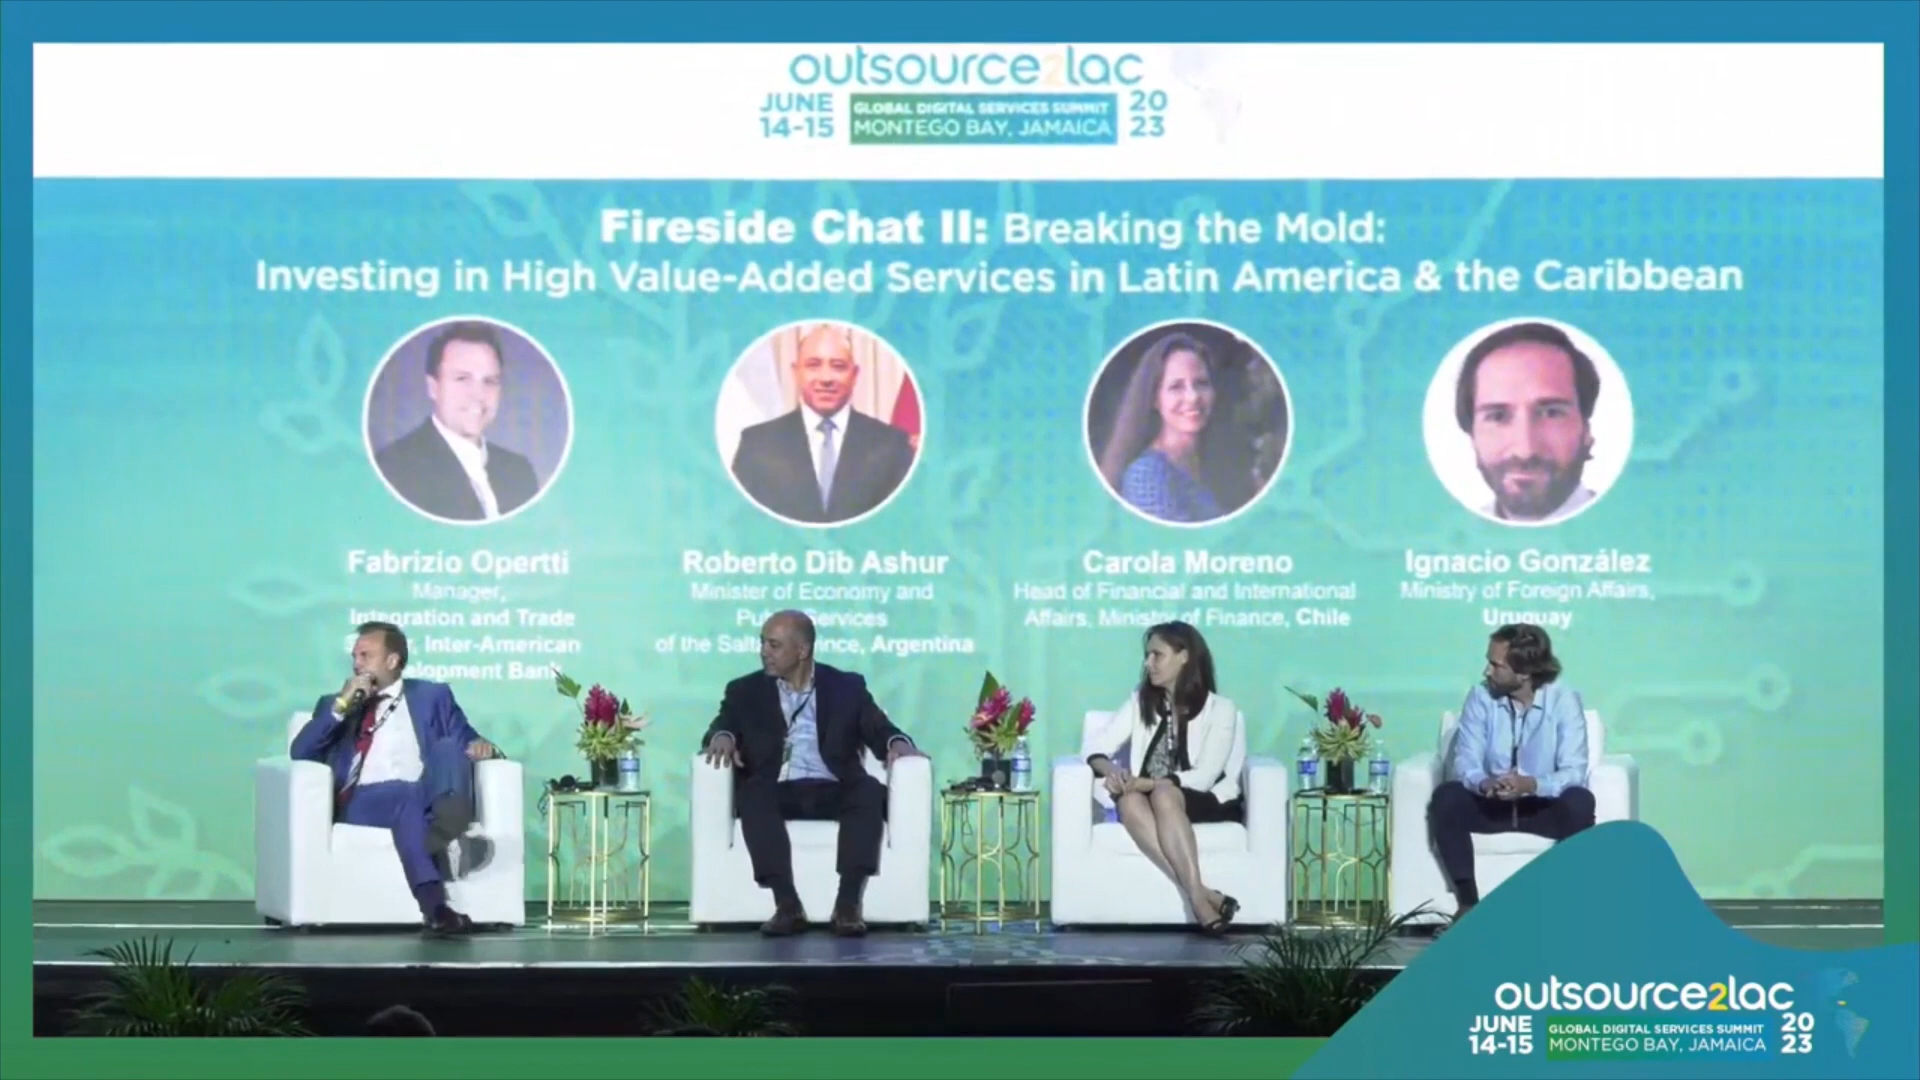 outsource2lac
JUNE
14-15
GLOBAL DIGITAL SERVICES SUMMIT
MONTEGO BAY, JAMAICA
20
23
Fireside Chat II: Breaking the Mold:
Investing in High Value-Added Services in Latin America & the Caribbean
Fabrizio Opertti
Manager,
Integration and Trade
Inter-American
Bank
Roberto Dib Ashur
Minister of Economy and
Services
of the Salta Argentina
Carola Moreno
Head of Financial and International
Affairs, Ministry of Finance, Chile
Ignacio González
Ministry of Foreign Affairs,
Uruguay
outsource2lac
JUNE
14-15
GLOBAL DIGITAL SERVICES SUMMIT
MONTEGO BAY, JAMAICA
20
23